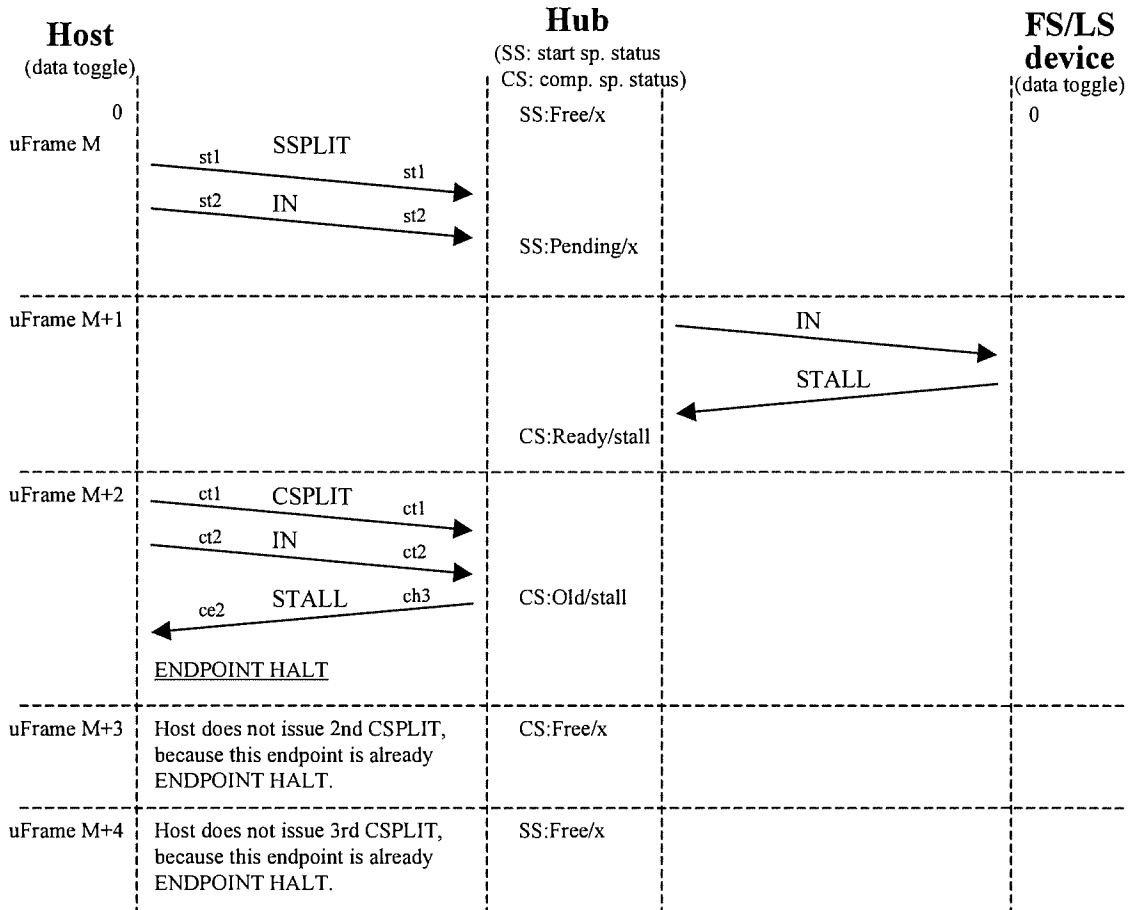 Host
(data toggle)
Hub
(SS: start sp. status
CS: comp. sp. status)
FS/LS
device
(data toggle)
0
SS:Free/x
0
uFrame M
st1 SSPLIT st1
st2 IN st2
SS:Pending/x
uFrame M+1
IN
STALL
CS:Ready/stall
uFrame M+2
ct1 CSPLIT ct1
ct2 IN ct2
ce2 STALL ch3
CS:Old/stall
ENDPOINT HALT
uFrame M+3
Host does not issue 2nd CSPLIT,
because this endpoint is already
ENDPOINT HALT.
CS:Free/x
uFrame M+4
Host does not issue 3rd CSPLIT,
because this endpoint is already
ENDPOINT HALT.
SS:Free/x